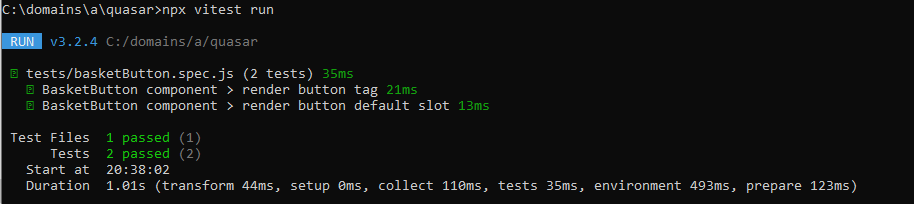 C:\domains\a\quasar>npx vitest run
RUN v3.2.4 C:/domains/a/quasar
tests/basketButton.spec.js (2 tests) 35ms
BasketButton component > render button tag 21ms
BasketButton component > render button default slot 13ms
Test Files 1 passed (1)
Tests 2 passed (2)
Start at 20:38:02
Duration 1.01s (transform 44ms, setup 0ms, collect 110ms, tests 35ms, environment 493ms, prepare 123ms)